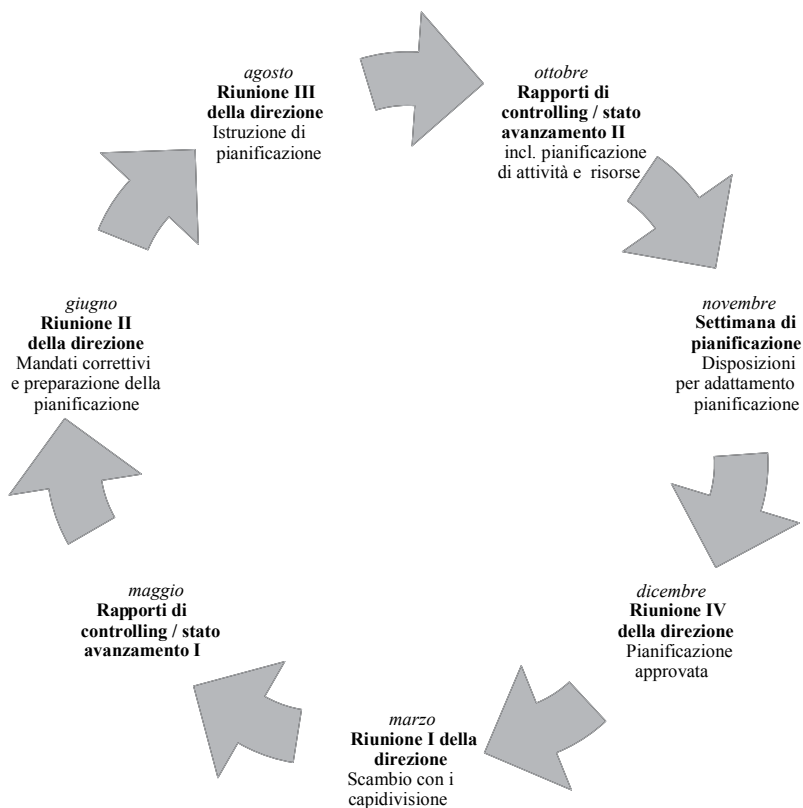 agosto
Riunione III
della direzione
Istruzione di
pianificazione
ottobre
Rapporti di
controlling / stato
avanzamento II
incl. pianificazione
di attività e risorse
novembre
Settimana di
pianificazione
Disposizioni
per adattamento
pianificazione
dicembre
Riunione IV
della direzione
Pianificazione
approvata
marzo
Riunione I della
direzione
Scambio con i
capidivisione
maggio
Rapporti di
controlling / stato
avanzamento I
giugno
Riunione II
della direzione
Mandati correttivi
e preparazione della
pianificazione